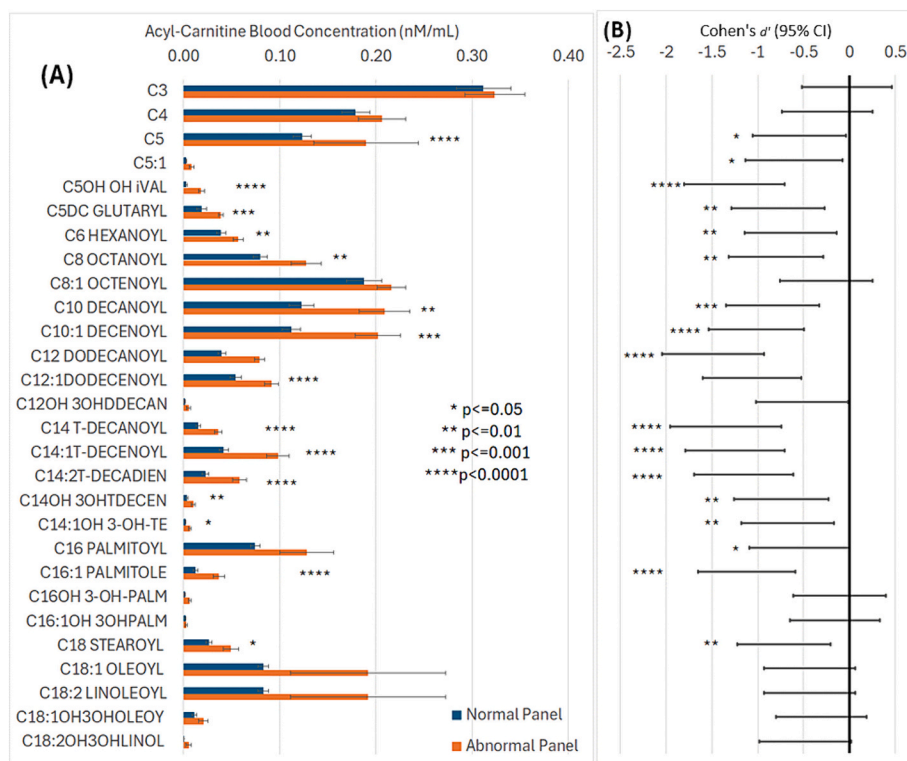 Acyl-Carnitine Blood Concentration (nM/mL)
0.00 0.10 0.20 0.30 0.40
(A)
C3
C4
C5 ****
C5:1
C5OH OH iVAL ****
C5DC GLUTARYL ***
C6 HEXANOYL **
C8 OCTANOYL **
C8:1 OCTENOYL
C10 DECANOYL **
C10:1 DECENOYL ***
C12 DODECANOYL
C12:1DODECENOYL ****
C12OH 3OHDDECAN
C14 T-DECANOYL ****
C14:1T-DECENOYL ****
C14:2T-DECADIEN ****
C14OH 3OHTDECEN **
C14:1OH 3-OH-TE *
C16 PALMITOYL
C16:1 PALMITOLE ****
C16OH 3-OH-PALM
C16:1OH 3OHPALM
C18 STEAROYL *
C18:1 OLEOYL
C18:2 LINOLEOYL
C18:1OH3OHOLEOY
C18:2OH3OHLINOL
* p<=0.05
** p<=0.01
*** p<=0.001
****p<0.0001
Normal Panel
Abnormal Panel
(B) Cohen's d' (95% CI)
-2.5 -2 -1.5 -1 -0.5 0 0.5
*
*
****
**
**
**
***
****
****
****
****
****
**
**
*
****
**